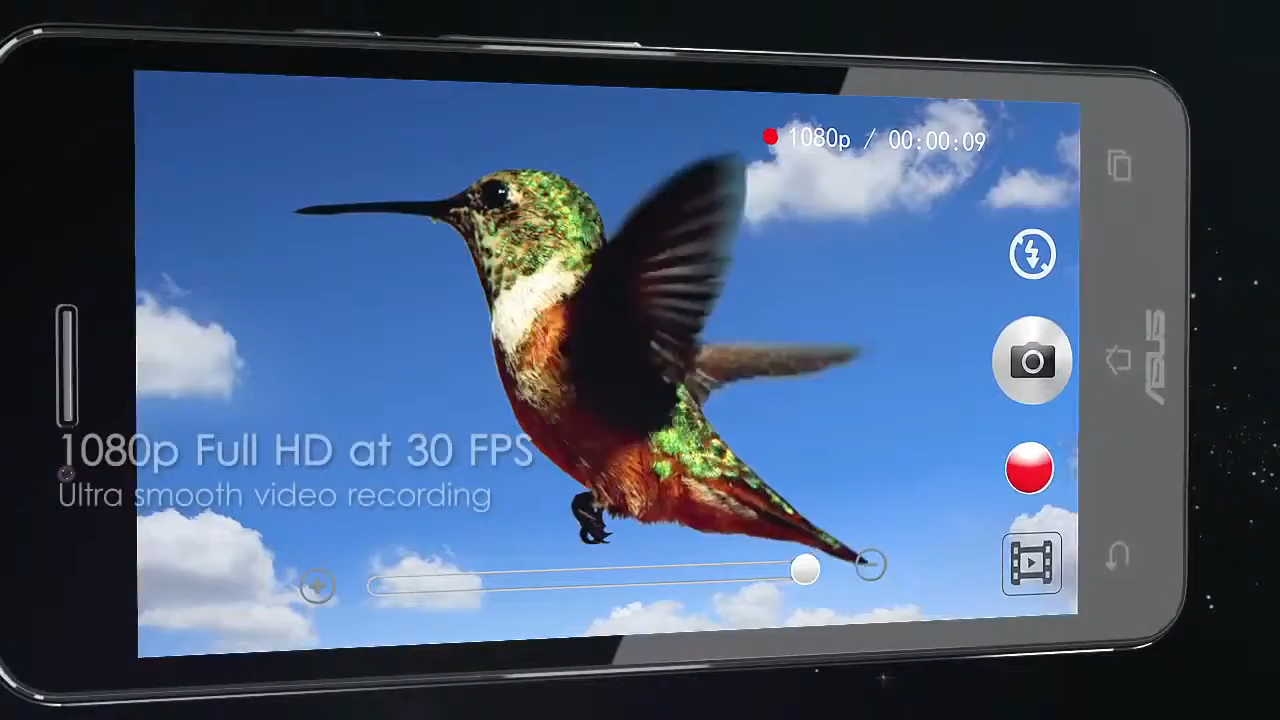 1080p / 00:00:09
ASUS
1080p Full HD at 30 FPS
Ultra smooth video recording